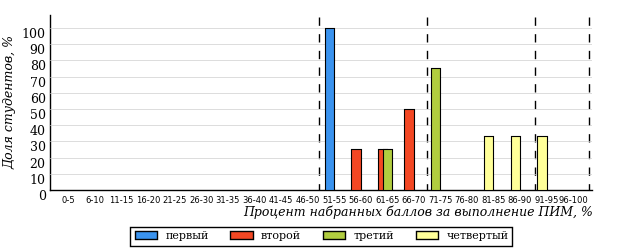 Доля студентов, %
100
90
80
70
60
50
40
30
20
10
0
0-5 6-10 11-15 16-20 21-25 26-30 31-35 36-40 41-45 46-50 51-55 56-60 61-65 66-70 71-75 76-80 81-85 86-90 91-95 96-100
Процент набранных баллов за выполнение ПИМ, %
первый второй третий четвертый